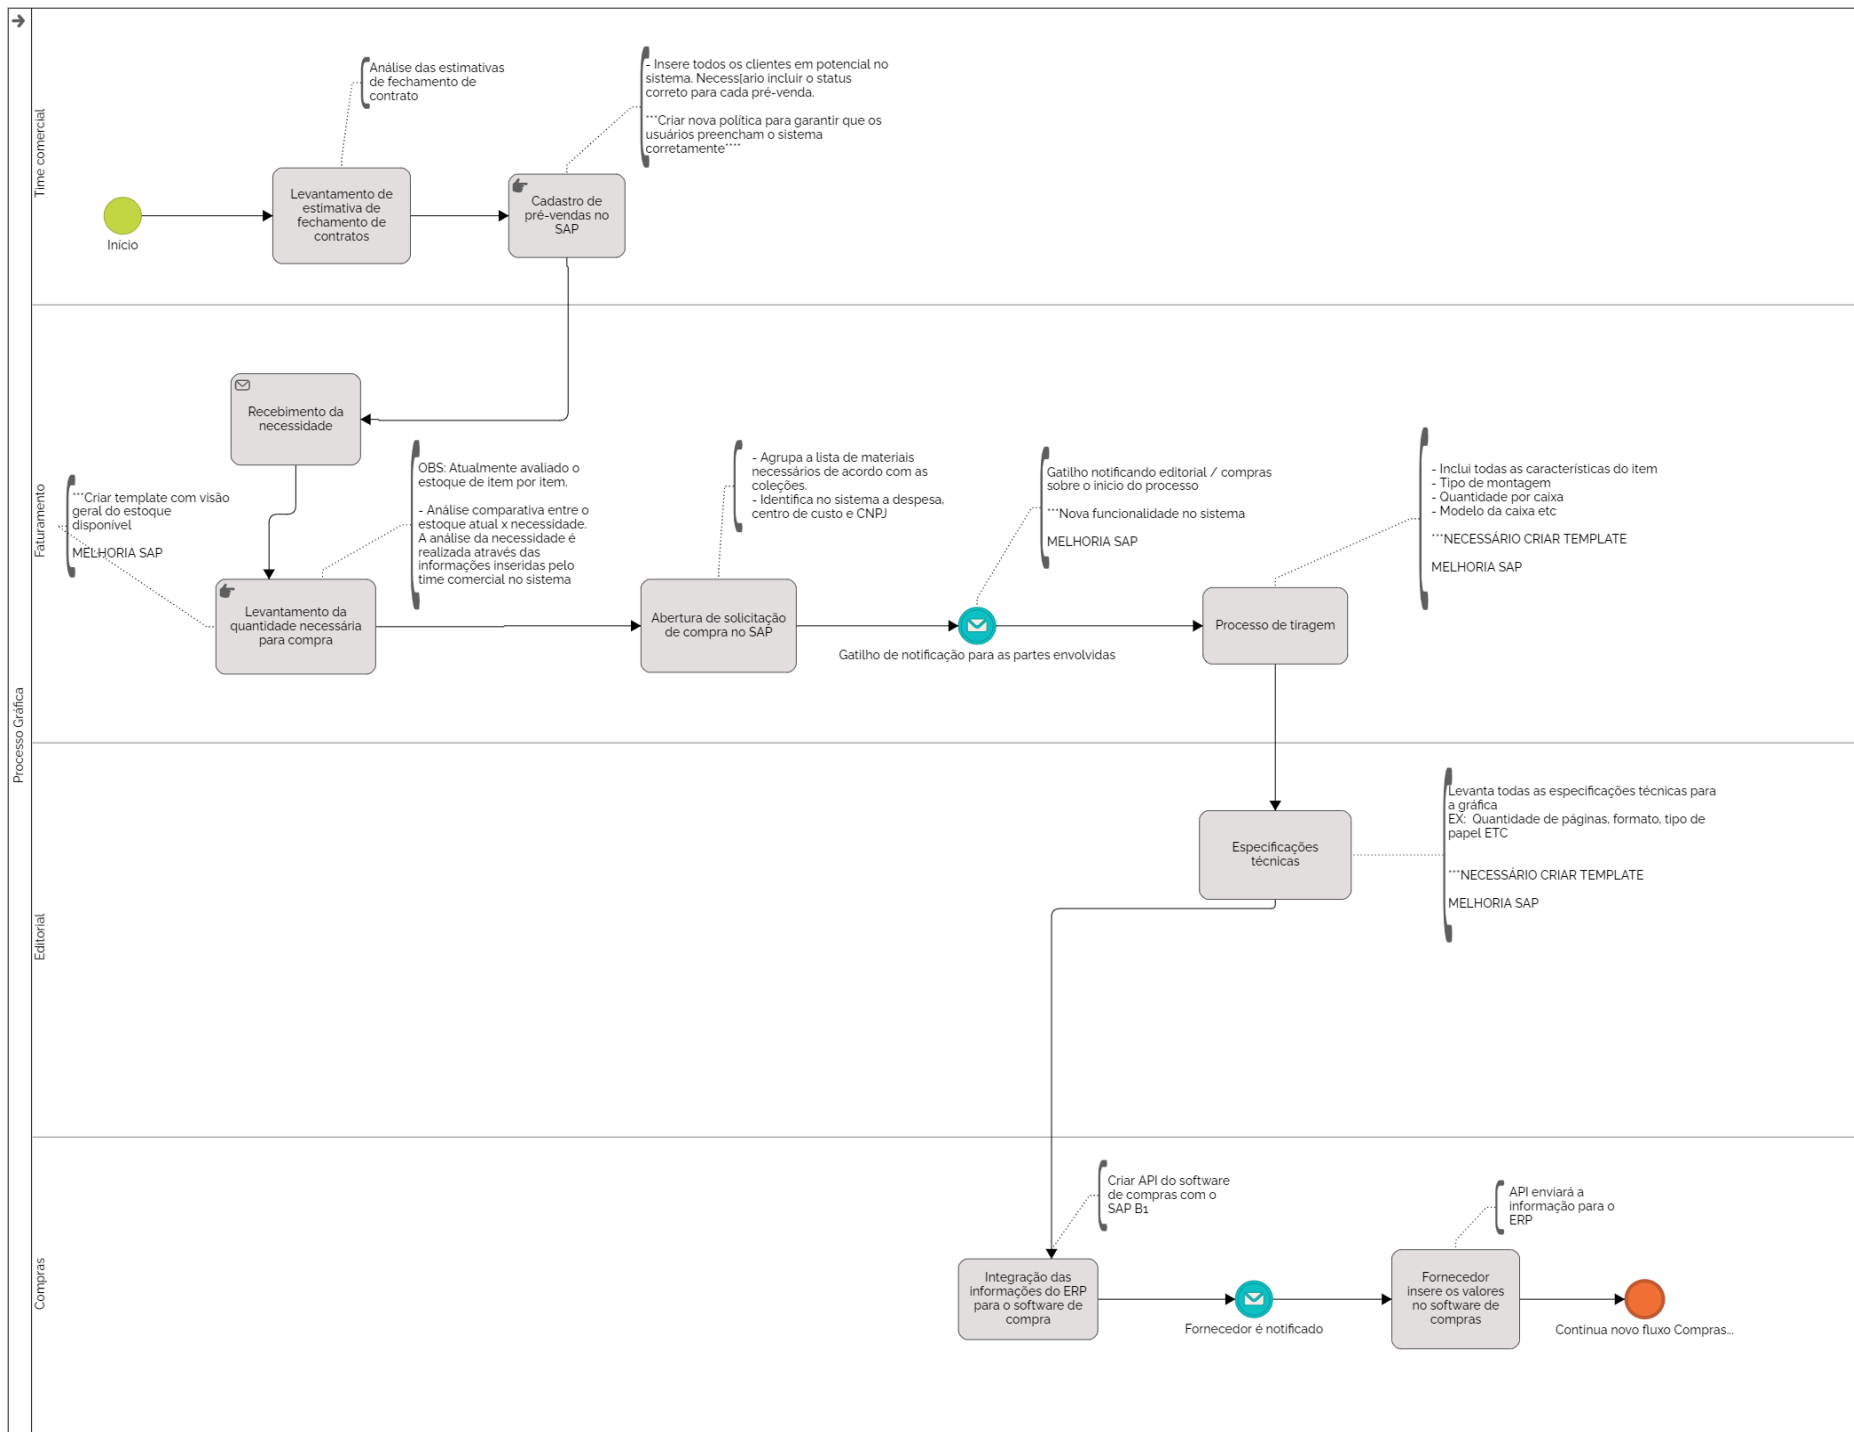 Processo Gráfica
Time comercial
Análise das estimativas
de fechamento de
contrato
- Insere todos os clientes em potencial no
sistema. Necess[ario incluir o status
correto para cada pré-venda.
***Criar nova política para garantir que os
usuários preencham o sistema
corretamente****
Início
Levantamento de
estimativa de
fechamento de
contratos
Cadastro de
pré-vendas no
SAP
Faturamento
Recebimento da
necessidade
***Criar template com visão
geral do estoque
disponível
MELHORIA SAP
OBS: Atualmente avaliado o
estoque de item por item.
- Análise comparativa entre o
estoque atual x necessidade.
A análise da necessidade é
realizada através das
informações inseridas pelo
time comercial no sistema
- Agrupa a lista de materiais
necessários de acordo com as
coleções.
- Identifica no sistema a despesa,
centro de custo e CNPJ
Gatilho notificando editorial / compras
sobre o inicio do processo
***Nova funcionalidade no sistema
MELHORIA SAP
- Inclui todas as características do item
- Tipo de montagem
- Quantidade por caixa
- Modelo da caixa etc
***NECESSÁRIO CRIAR TEMPLATE
MELHORIA SAP
Levantamento da
quantidade necessária
para compra
Abertura de solicitação
de compra no SAP
Gatilho de notificação para as partes envolvidas
Processo de tiragem
Editorial
Especificações
técnicas
Levanta todas as especificações técnicas para
a gráfica
EX:  Quantidade de páginas, formato, tipo de
papel ETC
***NECESSÁRIO CRIAR TEMPLATE
MELHORIA SAP
Compras
Criar API do software
de compras com o
SAP B1
API enviará a
informação para o
ERP
Integração das
informações do ERP
para o software de
compra
Fornecedor é notificado
Fornecedor
insere os valores
no software de
compras
Continua novo fluxo Compras...